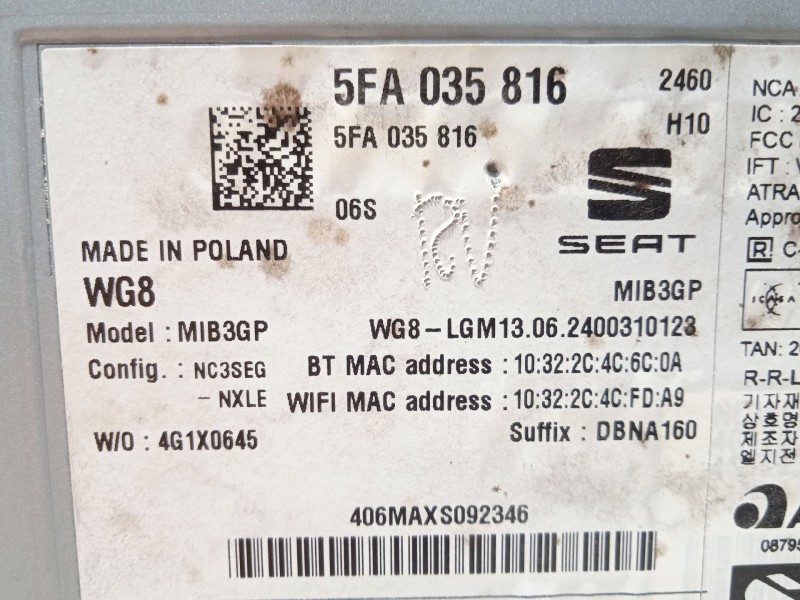 5FA 035 816
2460
5FA 035 816
H10
06S
SEAT
MADE IN POLAND
WG8
MIB3GP
Model : MIB3GP
WG8-LGM13.06.2400310123
Config. : NC3SEG
BT MAC address : 10:32:2C:4C:6C:0A
- NXLE
WIFI MAC address : 10:32:2C:4C:FD:A9
W/O : 4G1X0645
Suffix : DBNA160
406MAXS092346
NCA
IC : 2
FCC
IFT :
ATRA
Appro
R C-
ICASA
TAN: 20
R-R-L
기자재
상호명
제조자
엘지전
08795